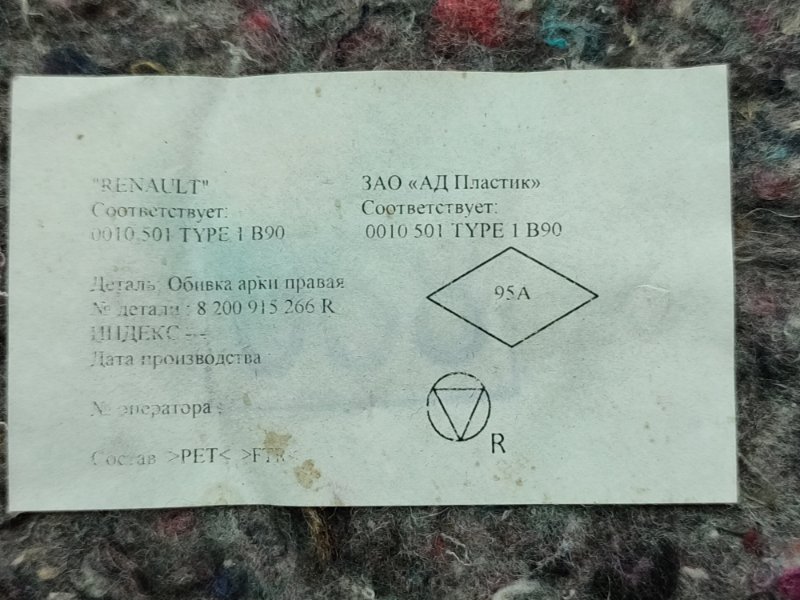 "RENAULT"
Соответствует:
0010 501 TYPE 1 B90
ЗАО «АД Пластик»
Соответствует:
0010 501 TYPE 1 B90
Деталь: Обивка арки правая
№ детали : 8 200 915 266 R
ИНДЕКС ---
Дата производства
№ оператора :
Состав >PET< >FTR<
95A
R